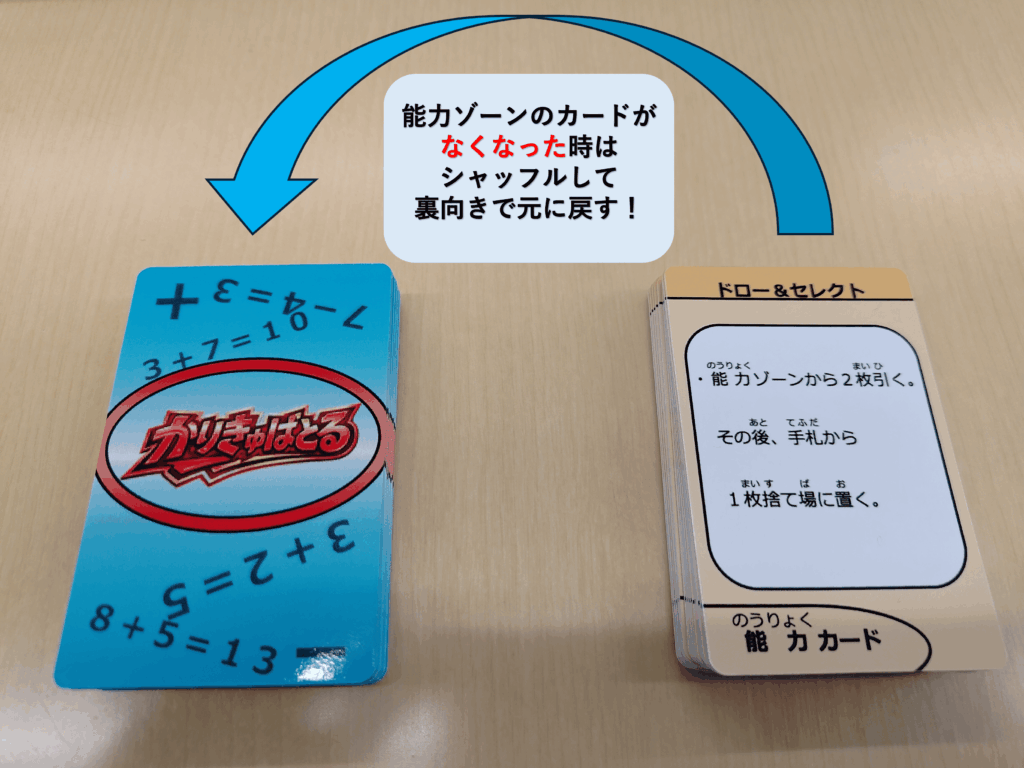 能力ゾーンのカードが
なくなった時は
シャッフルして
裏向きで元に戻す！
+
7－4＝3
3＋7＝10
かりきゅばとる
3＋2＝5
8＋5＝13
－
ドロー＆セレクト
のうりょく まい ひ
・能力ゾーンから２枚引く。
あと てふだ
その後、手札から
まい す ば お
１枚捨て場に置く。
のうりょく
能力カード